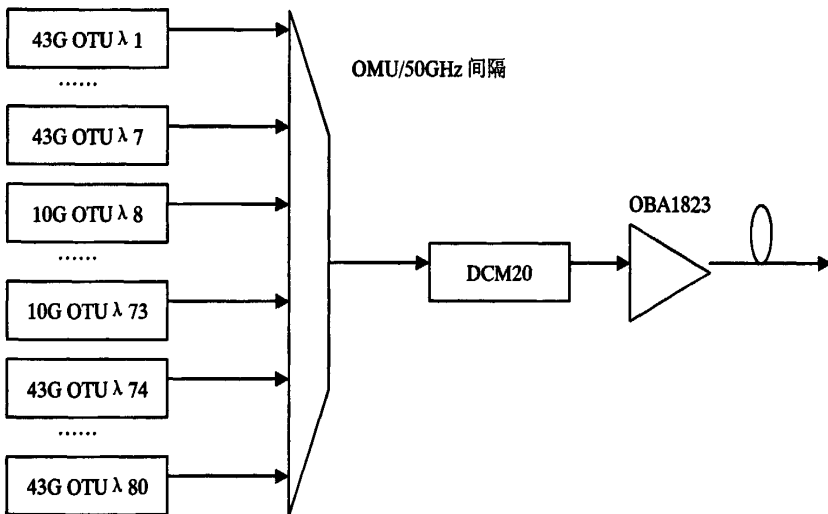 43G OTU λ 1
......
43G OTU λ 7
10G OTU λ 8
......
10G OTU λ 73
43G OTU λ 74
......
43G OTU λ 80
OMU/50GHz 间隔
DCM20
OBA1823